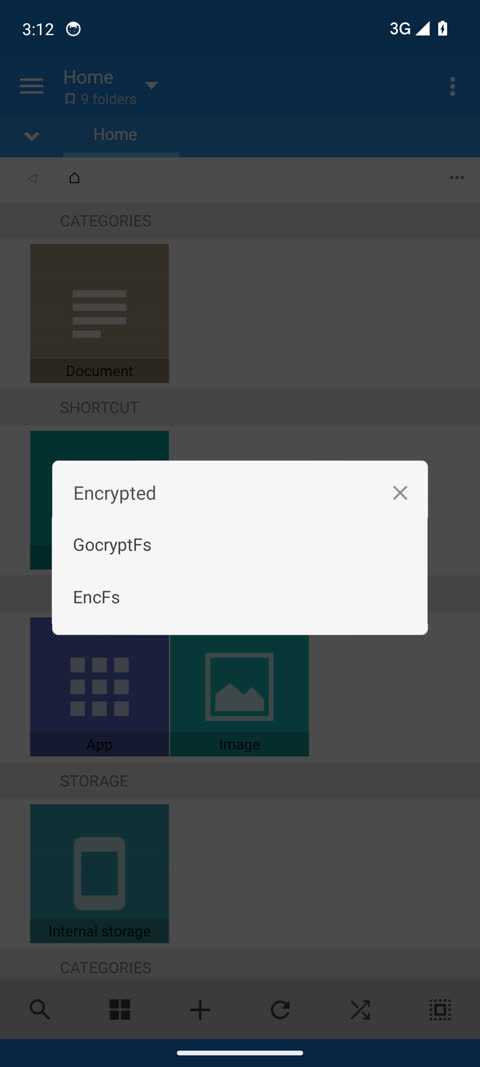 3:12
3G
Home
9 folders
Home
CATEGORIES
Document
SHORTCUT
Encrypted
GocryptFs
EncFs
App
Image
STORAGE
Internal storage
CATEGORIES